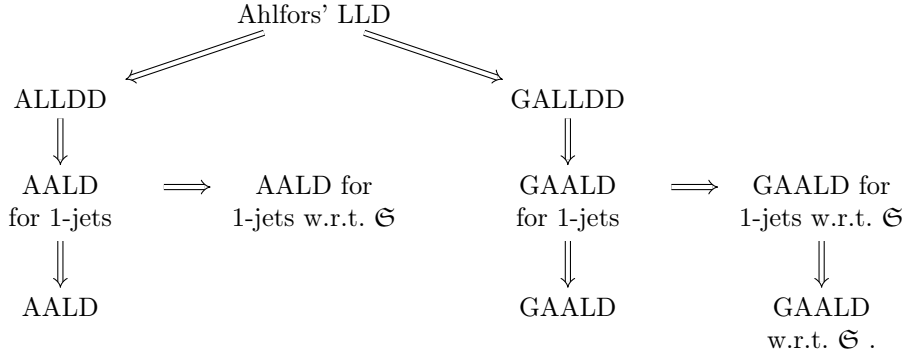 Ahlfors' LLD
ALLDD GALLDD
AALD AALD for GAALD GAALD for
for 1-jets 1-jets w.r.t. 𝔖 for 1-jets 1-jets w.r.t. 𝔖
AALD GAALD GAALD
w.r.t. 𝔖 .